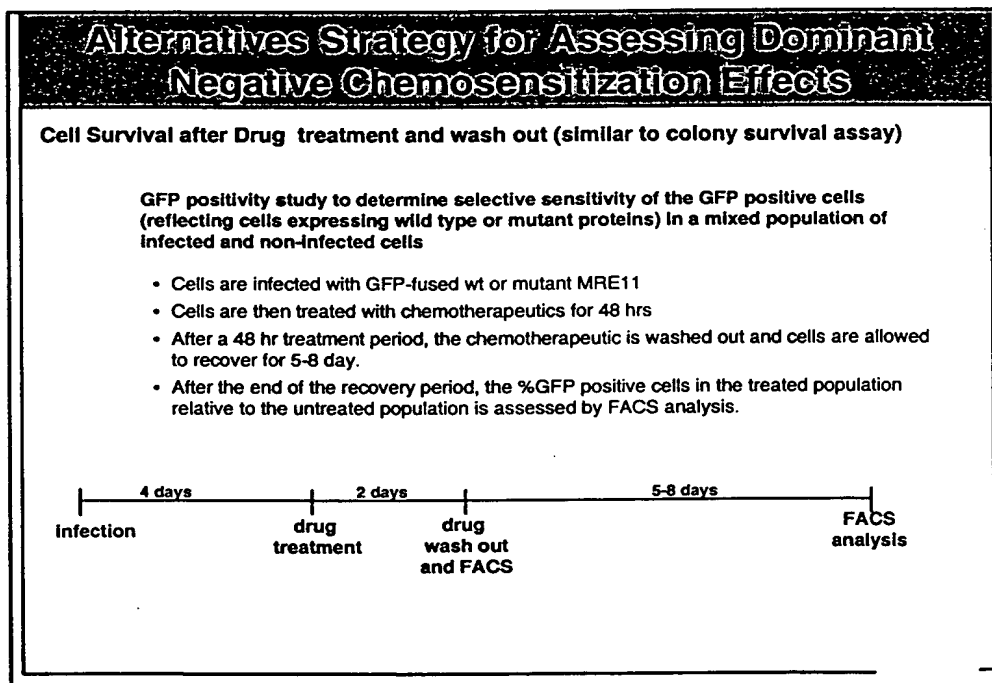 Alternatives Strategy for Assessing Dominant
Negative Chemosensitization Effects
Cell Survival after Drug treatment and wash out (similar to colony survival assay)
GFP positivity study to determine selective sensitivity of the GFP positive cells
(reflecting cells expressing wild type or mutant proteins) in a mixed population of
infected and non-infected cells
• Cells are infected with GFP-fused wt or mutant MRE11
• Cells are then treated with chemotherapeutics for 48 hrs
• After a 48 hr treatment period, the chemotherapeutic is washed out and cells are allowed
to recover for 5-8 day.
• After the end of the recovery period, the %GFP positive cells in the treated population
relative to the untreated population is assessed by FACS analysis.
4 days 2 days 5-8 days
infection drug treatment drug wash out and FACS FACS analysis